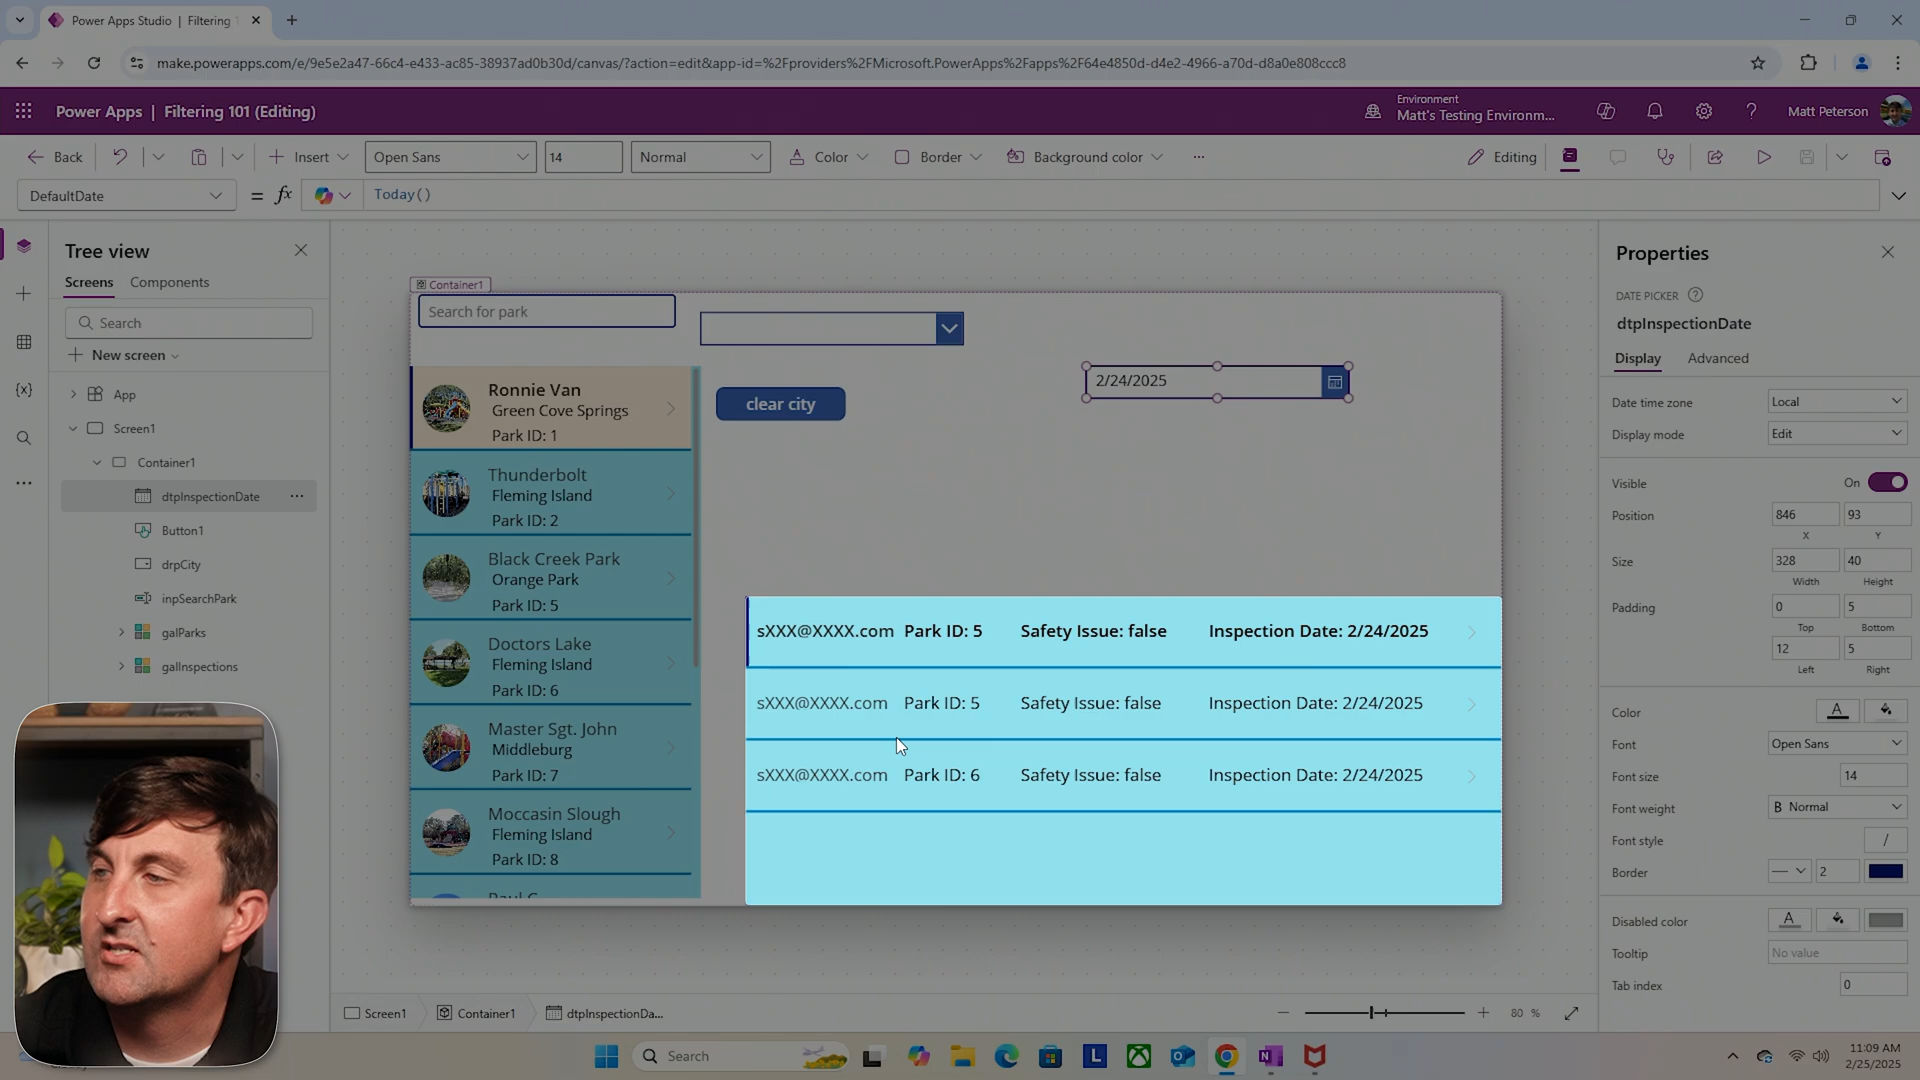 Power Apps Studio | Filtering 1
make.powerapps.com/e/9e5e2a47-66c4-e433-ac85-38937ad0b30d/canvas/?action=edit&app-id=%2Fproviders%2FMicrosoft.PowerApps%2Fapps%2F64e4850d-d4e2-4966-a70d-d8a0e808ccc8
Power Apps | Filtering 101 (Editing)
Environment
Matt's Testing Environm...
Matt Peterson
Back
Insert
Open Sans
14
Normal
Color
Border
Background color
Editing
DefaultDate
= fx
Today()
Tree view
Screens
Components
Search
New screen
App
Screen1
Container1
dtpInspectionDate
Button1
drpCity
inpSearchPark
galParks
galInspections
Container1
Search for park
2/24/2025
clear city
Ronnie Van
Green Cove Springs
Park ID: 1
Thunderbolt
Fleming Island
Park ID: 2
Black Creek Park
Orange Park
Park ID: 5
Doctors Lake
Fleming Island
Park ID: 6
Master Sgt. John
Middleburg
Park ID: 7
Moccasin Slough
Fleming Island
Park ID: 8
sXXX@XXXX.com Park ID: 5 Safety Issue: false Inspection Date: 2/24/2025
sXXX@XXXX.com Park ID: 5 Safety Issue: false Inspection Date: 2/24/2025
sXXX@XXXX.com Park ID: 6 Safety Issue: false Inspection Date: 2/24/2025
Properties
DATE PICKER
dtpInspectionDate
Display
Advanced
Date time zone
Local
Display mode
Edit
Visible
On
Position
846
93
X
Y
Size
328
40
Width
Height
Padding
0
5
Top
Bottom
12
5
Left
Right
Color
Font
Open Sans
Font size
14
Font weight
B Normal
Font style
/
Border
2
Disabled color
Tooltip
No value
Tab index
0
Screen1
Container1
dtpInspectionDa...
80 %
Search
11:09 AM
2/25/2025